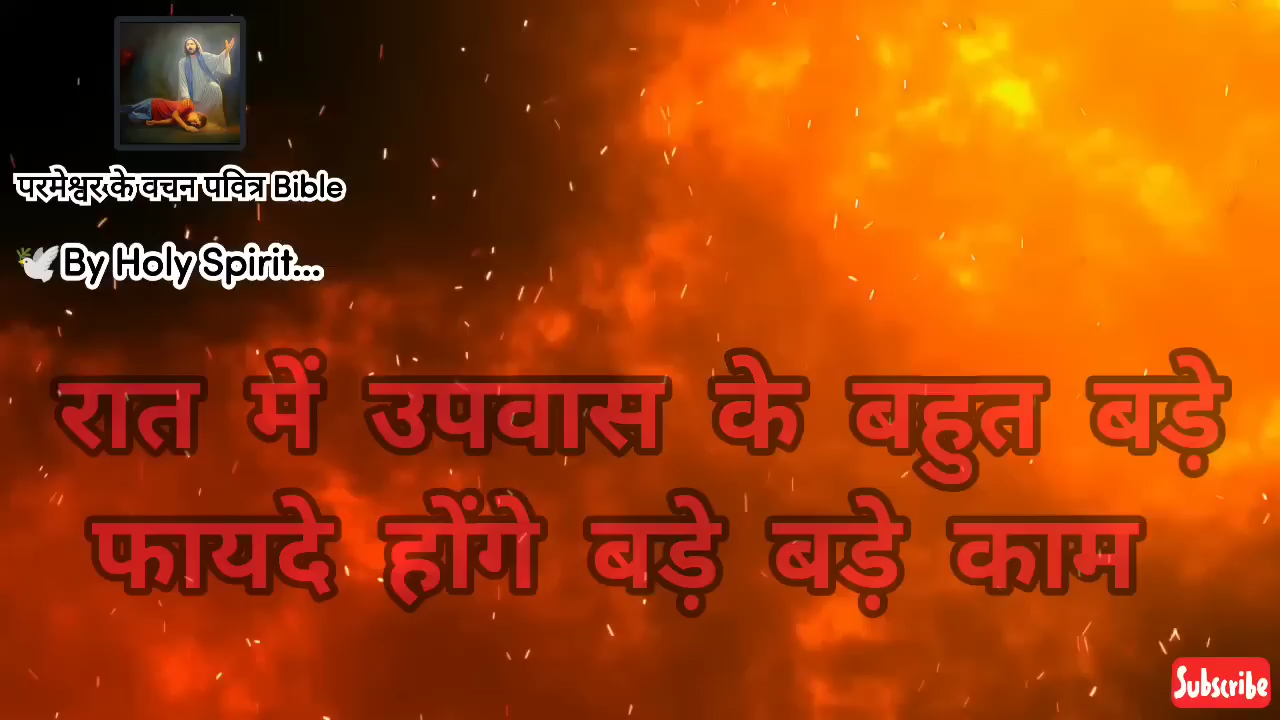 परमेश्वर के वचन पवित्र Bible
🕊️By Holy Spirit...
रात में उपवास के बहुत बड़े
फायदे होंगे बड़े बड़े काम
Subscribe